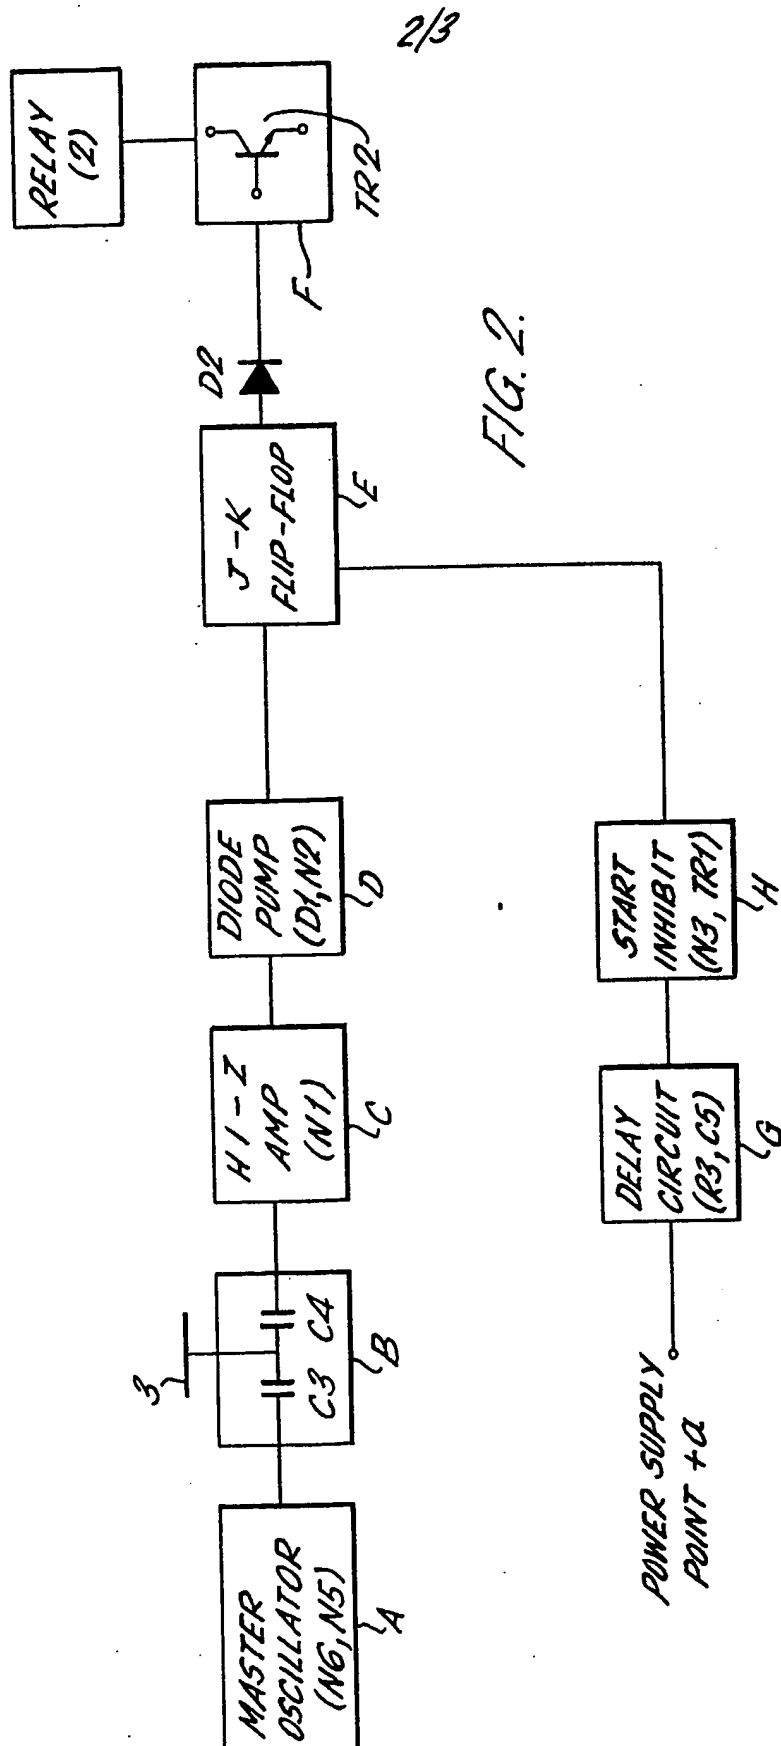 2/3
MASTER
OSCILLATOR
(N6, N5)
A
3
C3
C4
B
HI-Z
AMP
(N1)
C
DIODE
PUMP
(D1, N2)
D
J-K
FLIP-FLOP
E
D2
F
TR2
RELAY
(2)
POWER SUPPLY
POINT +a
DELAY
CIRCUIT
(R3, C5)
G
START
INHIBIT
(N3, TR1)
H
FIG. 2.